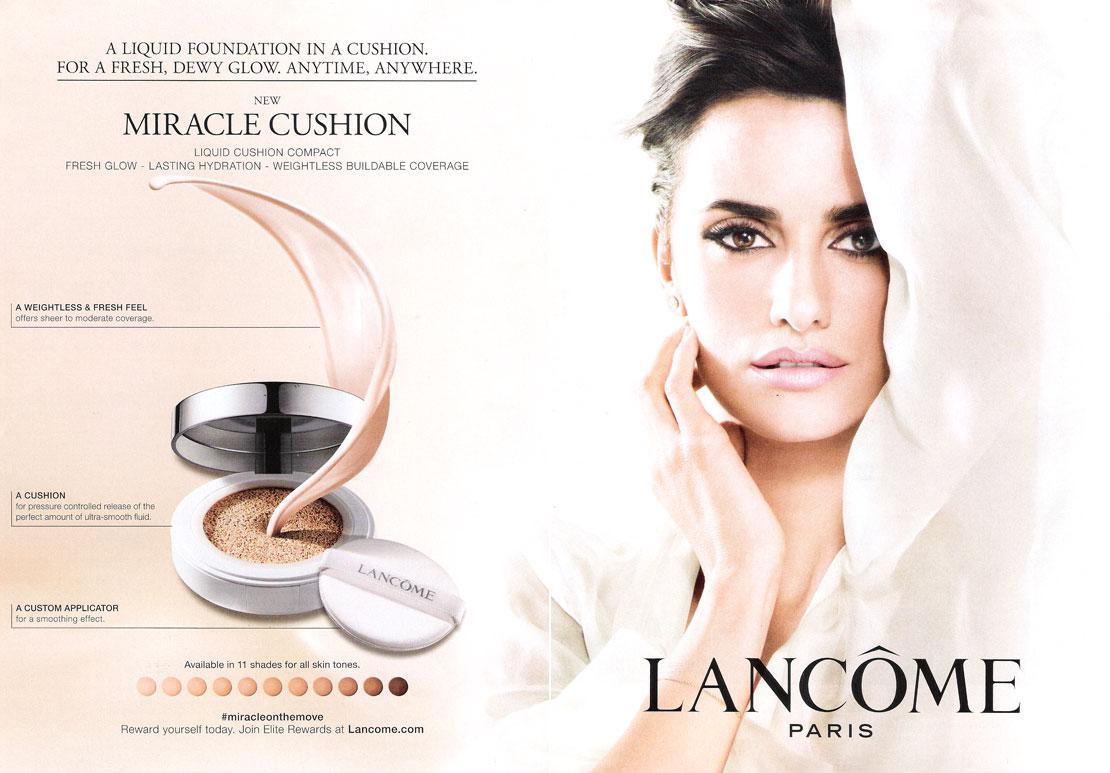 A LIQUID FOUNDATION IN A CUSHION.
FOR A FRESH, DEWY GLOW. ANYTIME, ANYWHERE.
NEW
MIRACLE CUSHION
LIQUID CUSHION COMPACT
FRESH GLOW - LASTING HYDRATION - WEIGHTLESS BUILDABLE COVERAGE
A WEIGHTLESS & FRESH FEEL
offers sheer to moderate coverage.
A CUSHION
for pressure controlled release of the
perfect amount of ultra-smooth fluid.
LANCÔME
A CUSTOM APPLICATOR
for a smoothing effect.
Available in 11 shades for all skin tones.
#miracleonthemove
Reward yourself today. Join Elite Rewards at Lancome.com
LANCÔME
PARIS